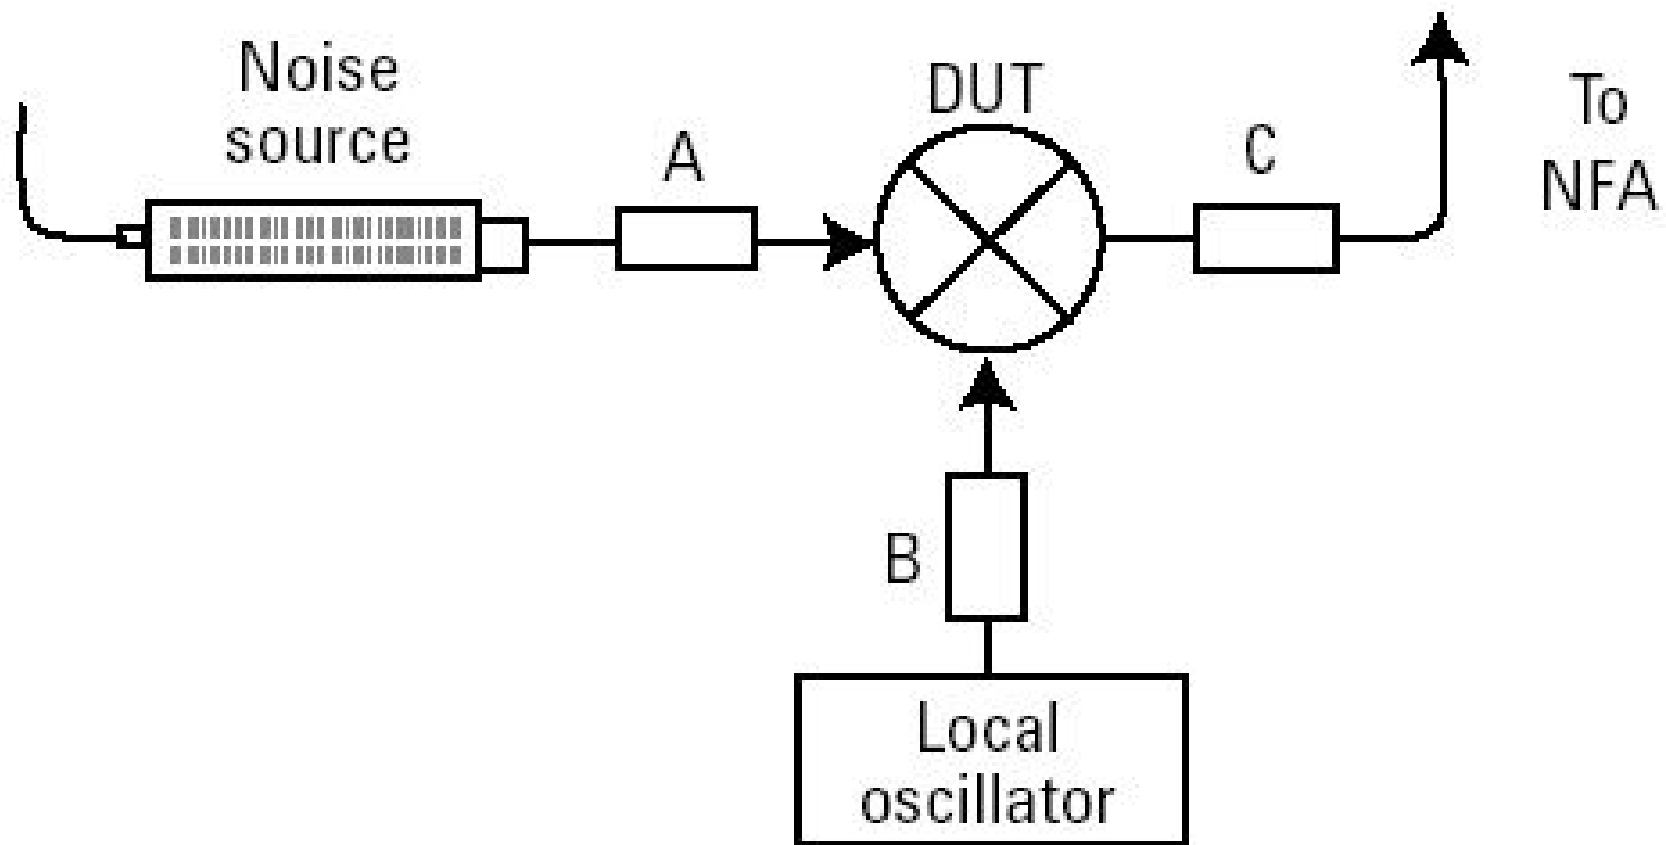 Noise
source
A
DUT
C
To
NFA
B
Local
oscillator